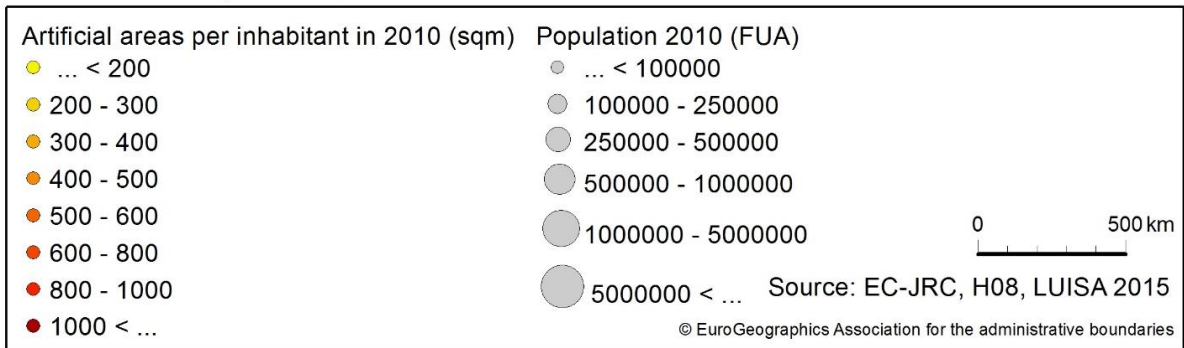 Artificial areas per inhabitant in 2010 (sqm)
... < 200
200 - 300
300 - 400
400 - 500
500 - 600
600 - 800
800 - 1000
1000 < ...
Population 2010 (FUA)
... < 100000
100000 - 250000
250000 - 500000
500000 - 1000000
1000000 - 5000000
5000000 < ...
0 500 km
Source: EC-JRC, H08, LUISA 2015
© EuroGeographics Association for the administrative boundaries